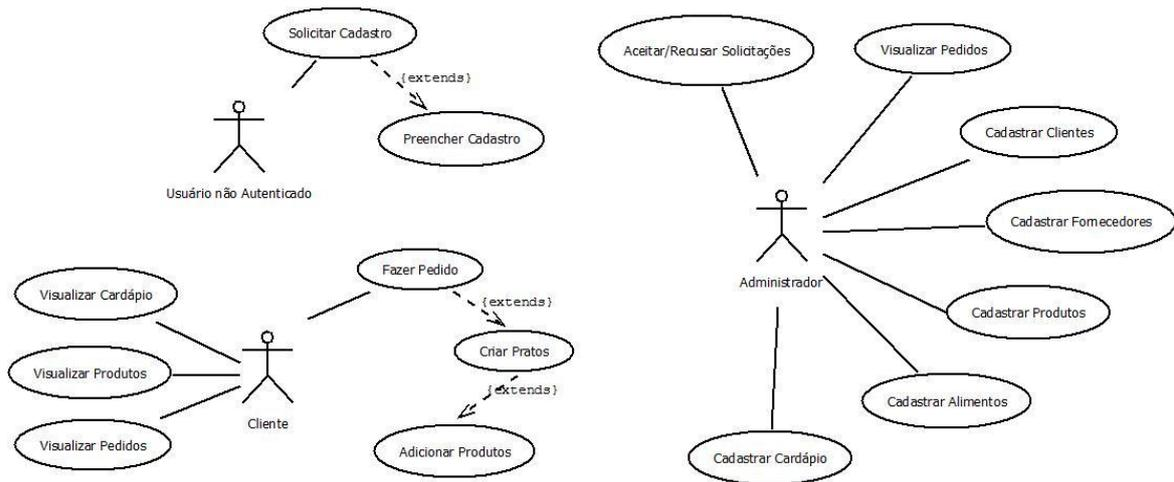 Solicitar Cadastro
{extends}
Preencher Cadastro
Usuário não Autenticado
Fazer Pedido
Visualizar Cardápio
{extends}
Criar Pratos
Visualizar Produtos
{extends}
Cliente
Visualizar Pedidos
Adicionar Produtos
Aceitar/Recusar Solicitações
Visualizar Pedidos
Cadastrar Clientes
Cadastrar Fornecedores
Administrador
Cadastrar Produtos
Cadastrar Alimentos
Cadastrar Cardápio